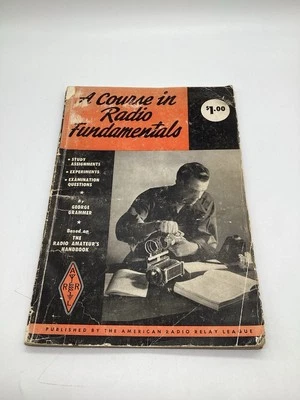 A Course in
Radio
Fundamentals
$1.00
• STUDY
ASSIGNMENTS
• EXPERIMENTS
• EXAMINATION
QUESTIONS
By
GEORGE
GRAMMER
Based on
THE
RADIO AMATEUR'S
HANDBOOK
A
R R
L
PUBLISHED BY THE AMERICAN RADIO RELAY LEAGUE